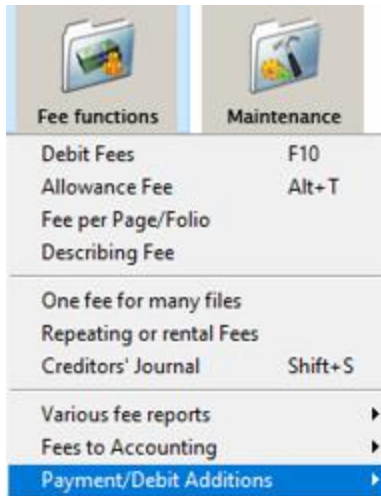 Fee functions Maintenance
Debit Fees F10
Allowance Fee Alt+T
Fee per Page/Folio
Describing Fee
One fee for many files
Repeating or rental Fees
Creditors' Journal Shift+S
Various fee reports
Fees to Accounting
Payment/Debit Additions